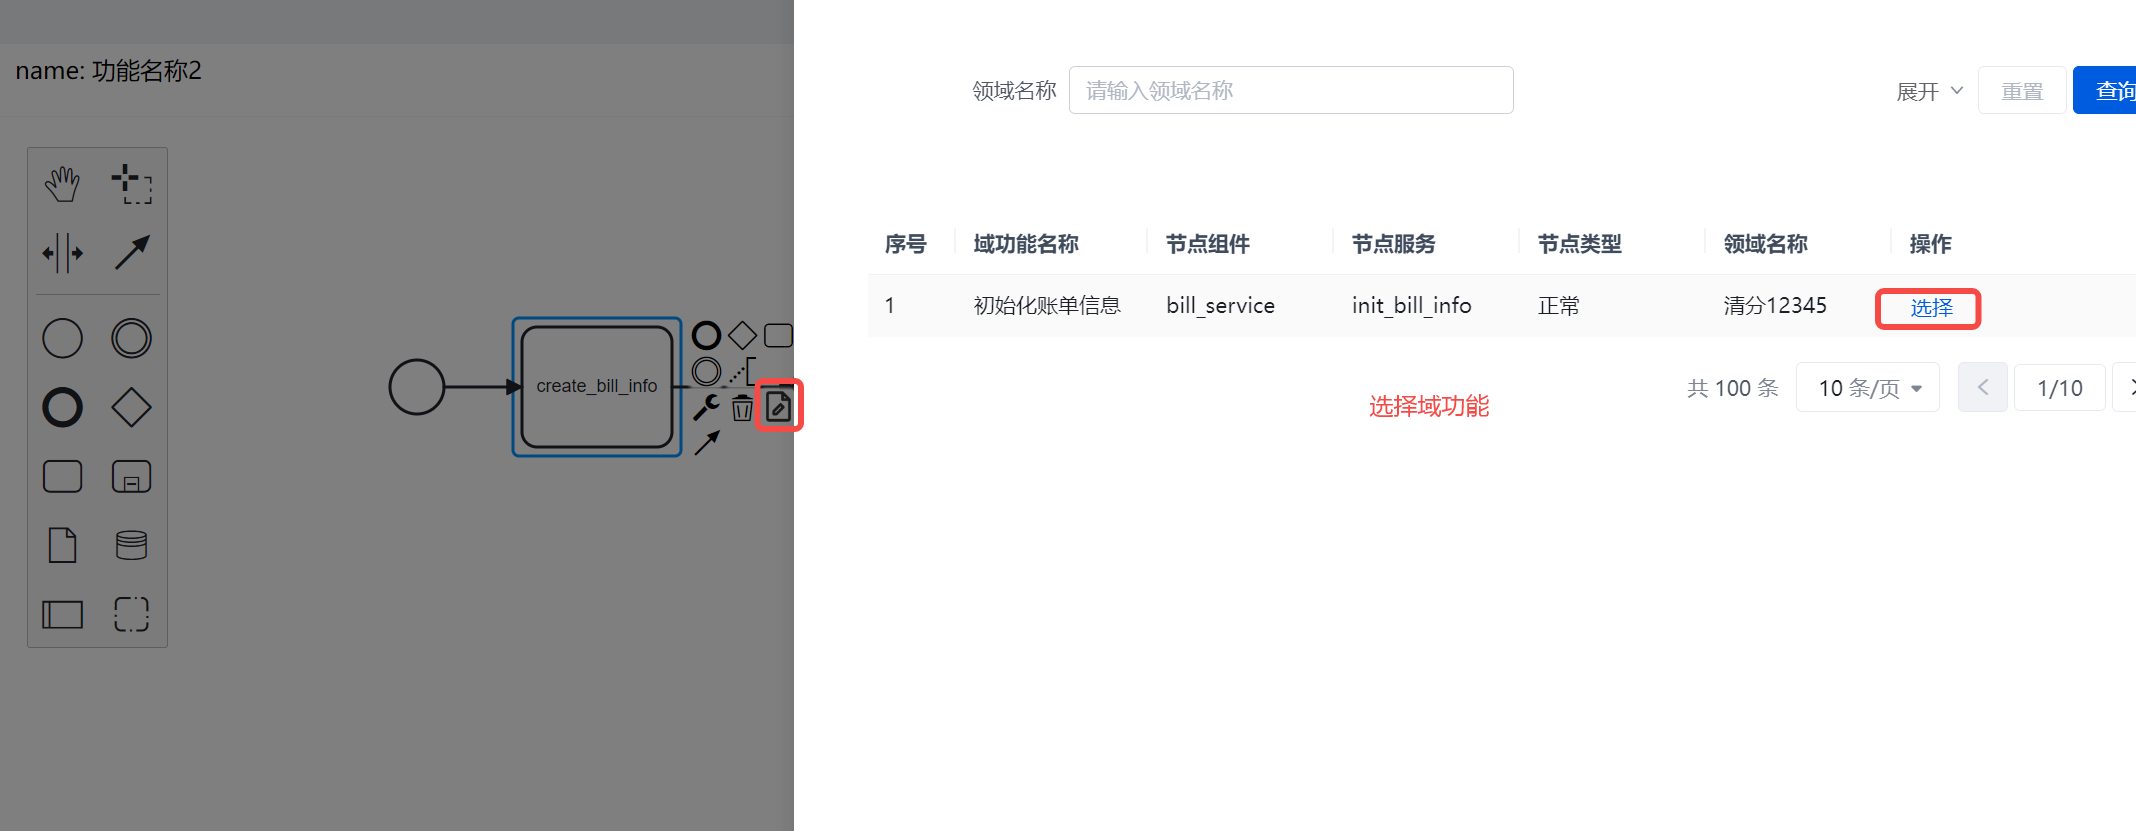 name: 功能名称2
create_bill_info
领域名称 请输入领域名称 展开 重置 查询
序号 域功能名称 节点组件 节点服务 节点类型 领域名称 操作
1 初始化账单信息 bill_service init_bill_info 正常 清分12345 选择
共 100 条 10 条/页 1/10
选择域功能